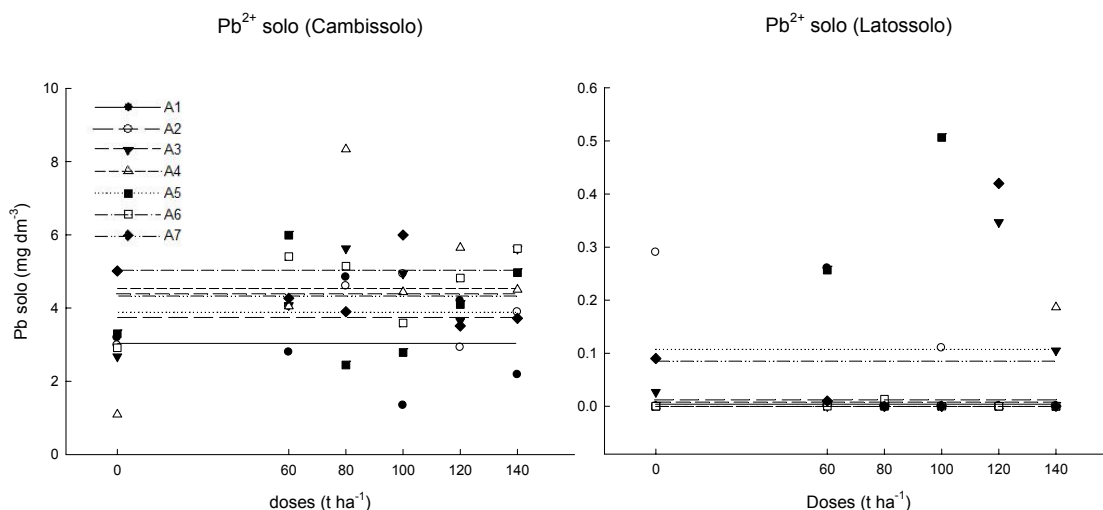 Pb²⁺ solo (Cambissolo)
Pb solo (mg dm⁻³)
10
8
6
4
2
0
A1
A2
A3
A4
A5
A6
A7
0 60 80 100 120 140
doses (t ha⁻¹)
Pb²⁺ solo (Latossolo)
0.6
0.5
0.4
0.3
0.2
0.1
0.0
0 60 80 100 120 140
Doses (t ha⁻¹)